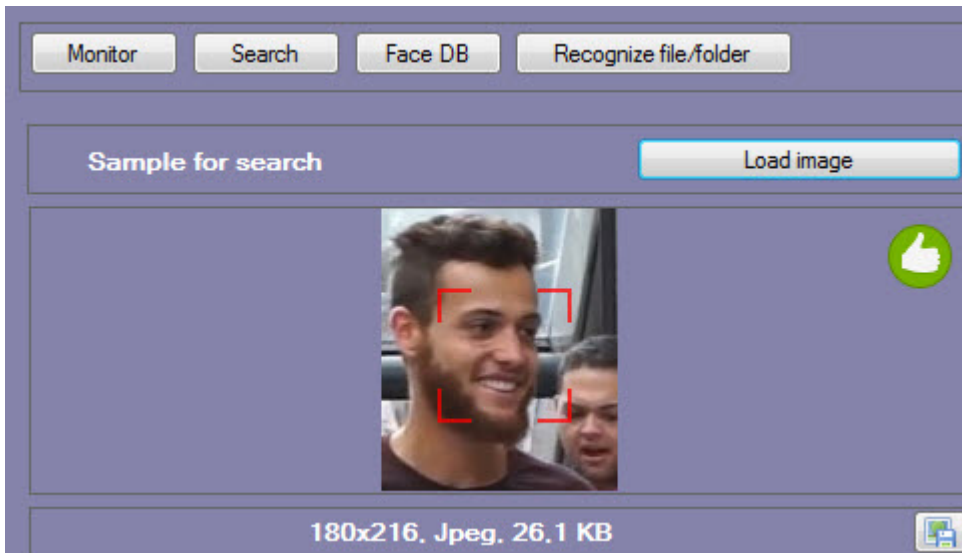 Monitor Search Face DB Recognize file/folder
Sample for search Load image
180x216, Jpeg, 26,1 KB